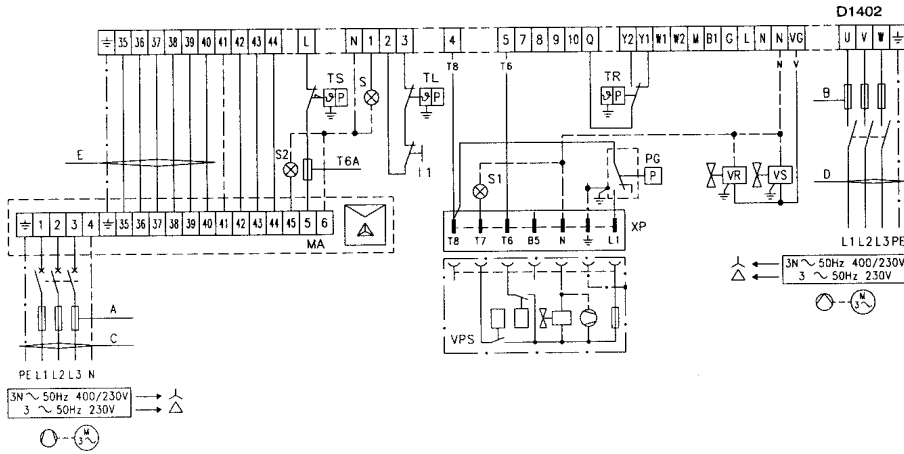 D1402
⏚ 35 36 37 38 39 40 41 42 43 44 L N 1 2 3 4 5 7 8 9 10 Q Y2 Y1 W1 W2 M B1 G L N N VG U V W ⏚
T8 T6 N V
TS S TL TR B
ϑ P ϑ P ϑ P
E S2 T6A I1 S1 PG P VR VS D
⏚ 1 2 3 4 ⏚ 35 36 37 38 39 40 41 42 43 44 45 5 6
MA
T8 T7 T6 B5 N ⏚ L1 XP
L1 L2 L3 PE
3N ~ 50Hz 400/230V
3 ~ 50Hz 230V
M
3~
A
C
VPS
PE L1 L2 L3 N
3N ~ 50Hz 400/230V
3 ~ 50Hz 230V
M
3~